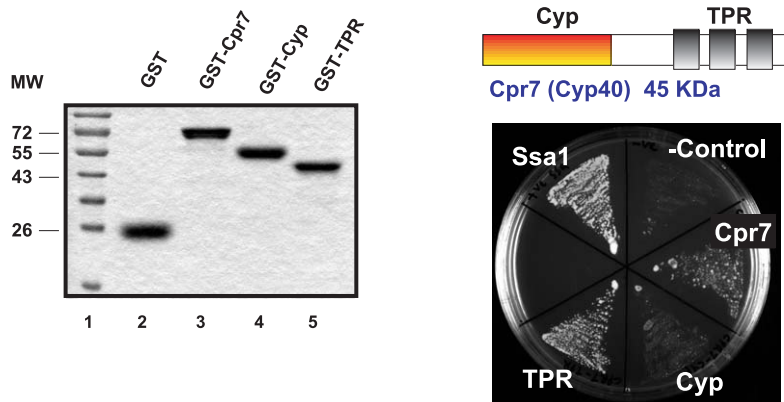 GST
GST-Cpr7
GST-Cyp
GST-TPR
MW
72
55
43
26
1 2 3 4 5
Cyp TPR
Cpr7 (Cyp40) 45 KDa
Ssa1
-Control
Cpr7
TPR
Cyp